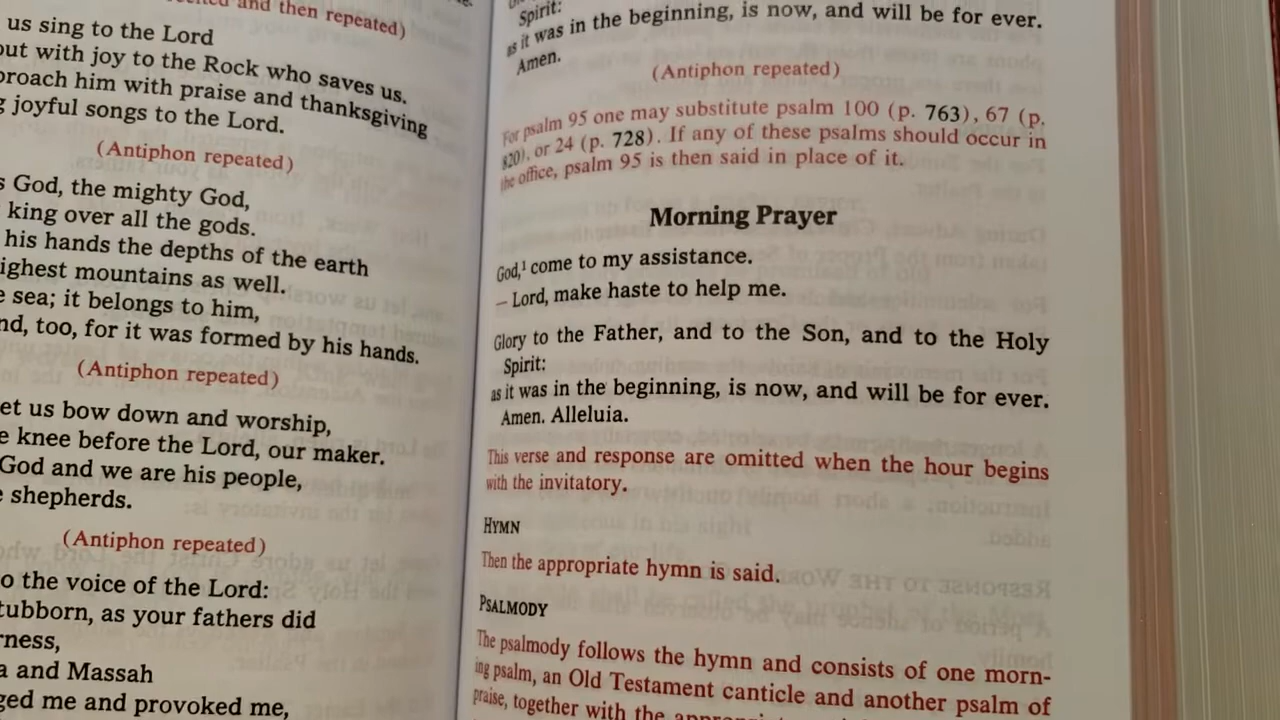 and then repeated)
us sing to the Lord
out with joy to the Rock who saves us.
him with praise and thanksgiving
joyful songs to the Lord.
(Antiphon repeated)
God, the mighty God,
king over all the gods.
his hands the depths of the earth
mountains as well.
sea; it belongs to him,
too, for it was formed by his hands.
(Antiphon repeated)
us bow down and worship,
knee before the Lord, our maker.
God and we are his people,
shepherds.
(Antiphon repeated)
o the voice of the Lord:
tubborn, as your fathers did
rness,
a and Massah
ged me and provoked me,
Spirit:
as it was in the beginning, is now, and will be for ever.
Amen.
(Antiphon repeated)
For psalm 95 one may substitute psalm 100 (p. 763), 67 (p.
820), or 24 (p. 728). If any of these psalms should occur in
the office, psalm 95 is then said in place of it.
Morning Prayer
God,¹ come to my assistance.
– Lord, make haste to help me.
Glory to the Father, and to the Son, and to the Holy
Spirit:
as it was in the beginning, is now, and will be for ever.
Amen. Alleluia.
This verse and response are omitted when the hour begins
with the invitatory.
HYMN
Then the appropriate hymn is said.
PSALMODY
The psalmody follows the hymn and consists of one morn-
ing psalm, an Old Testament canticle and another psalm of
praise, together with the